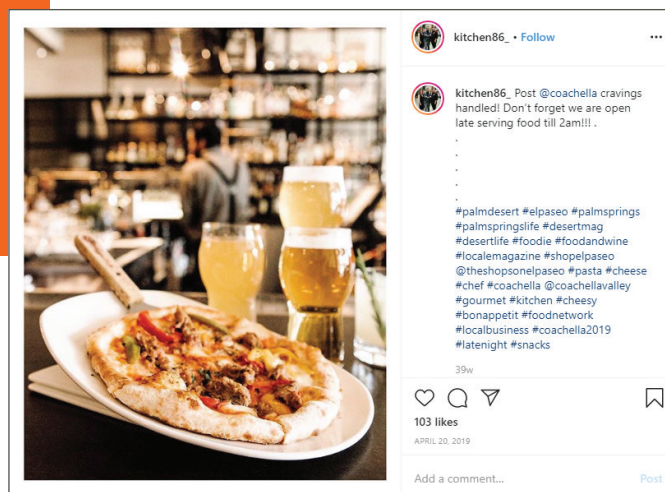 kitchen86_ • Follow
kitchen86_ Post @coachella cravings
handled! Don't forget we are open
late serving food till 2am!!! .
.
.
.
.
.
#palmdesert #elpaseo #palmsprings
#palmspringslife #desertmag
#desertlife #foodie #foodandwine
#localemagazine #shopelpaseo
@theshopsonelpaseo #pasta #cheese
#chef #coachella @coachellavalley
#gourmet #kitchen #cheesy
#bonappetit #foodnetwork
#localbusiness #coachella2019
#latenight #snacks
39w
103 likes
APRIL 20, 2019
Add a comment...
Post